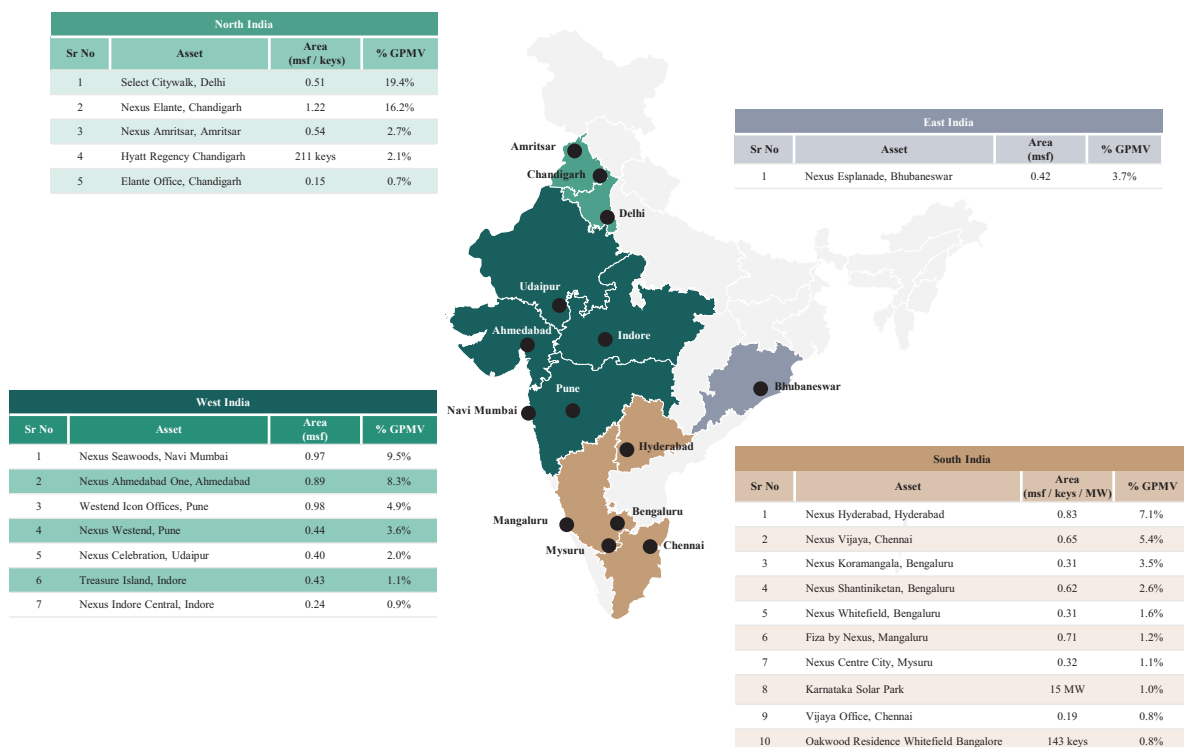 North India
Sr No Asset Area (msf / keys) % GPMV
1 Select Citywalk, Delhi 0.51 19.4%
2 Nexus Elante, Chandigarh 1.22 16.2%
3 Nexus Amritsar, Amritsar 0.54 2.7%
4 Hyatt Regency Chandigarh 211 keys 2.1%
5 Elante Office, Chandigarh 0.15 0.7%
East India
Sr No Asset Area (msf) % GPMV
1 Nexus Esplanade, Bhubaneswar 0.42 3.7%
Amritsar
Chandigarh
Delhi
Udaipur
Ahmedabad
Indore
Pune
Bhubaneswar
Navi Mumbai
Hyderabad
Mangaluru
Bengaluru
Mysuru
Chennai
West India
Sr No Asset Area (msf) % GPMV
1 Nexus Seawoods, Navi Mumbai 0.97 9.5%
2 Nexus Ahmedabad One, Ahmedabad 0.89 8.3%
3 Westend Icon Offices, Pune 0.98 4.9%
4 Nexus Westend, Pune 0.44 3.6%
5 Nexus Celebration, Udaipur 0.40 2.0%
6 Treasure Island, Indore 0.43 1.1%
7 Nexus Indore Central, Indore 0.24 0.9%
South India
Sr No Asset Area (msf / keys / MW) % GPMV
1 Nexus Hyderabad, Hyderabad 0.83 7.1%
2 Nexus Vijaya, Chennai 0.65 5.4%
3 Nexus Koramangala, Bengaluru 0.31 3.5%
4 Nexus Shantiniketan, Bengaluru 0.62 2.6%
5 Nexus Whitefield, Bengaluru 0.31 1.6%
6 Fiza by Nexus, Mangaluru 0.71 1.2%
7 Nexus Centre City, Mysuru 0.32 1.1%
8 Karnataka Solar Park 15 MW 1.0%
9 Vijaya Office, Chennai 0.19 0.8%
10 Oakwood Residence Whitefield Bangalore 143 keys 0.8%